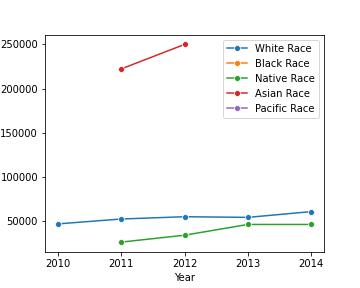 250000
200000
150000
100000
50000
White Race
Black Race
Native Race
Asian Race
Pacific Race
2010 2011 2012 2013 2014
Year